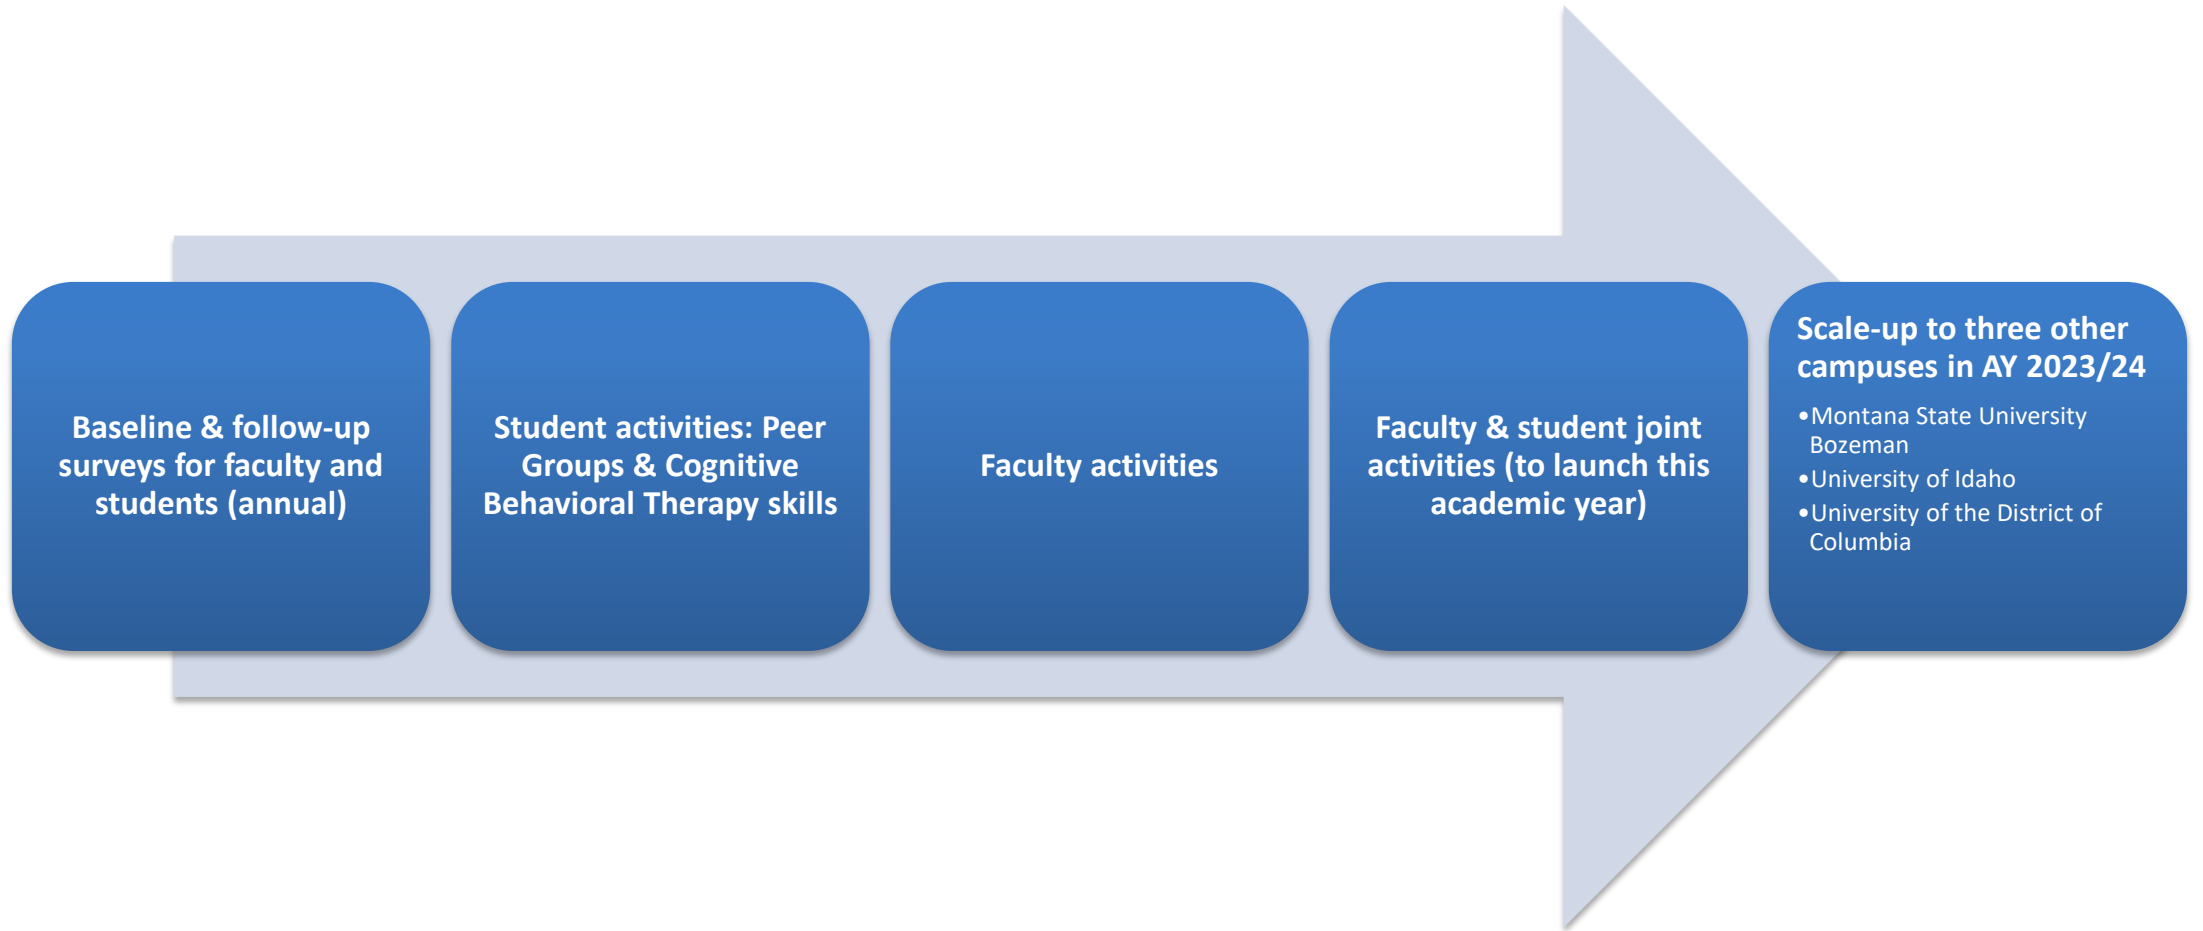 Baseline & follow-up
surveys for faculty and
students (annual)
Student activities: Peer
Groups & Cognitive
Behavioral Therapy skills
Faculty activities
Faculty & student joint
activities (to launch this
academic year)
Scale-up to three other
campuses in AY 2023/24
•Montana State University
Bozeman
•University of Idaho
•University of the District of
Columbia